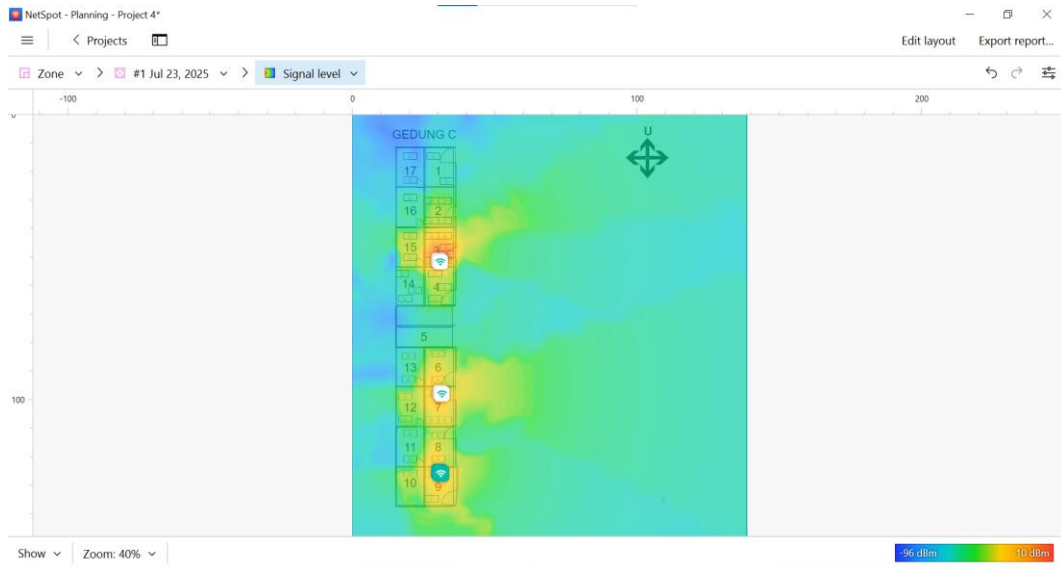 NetSpot - Planning - Project 4*
Projects
Edit layout Export report...
Zone #1 Jul 23, 2025 Signal level
-100 0 100 200
0
GEDUNG C U
17 1
16 2
15 3
14 4
5
13 6
100
12 7
11 8
10 9
Show Zoom: 40% -96 dBm -10 dBm